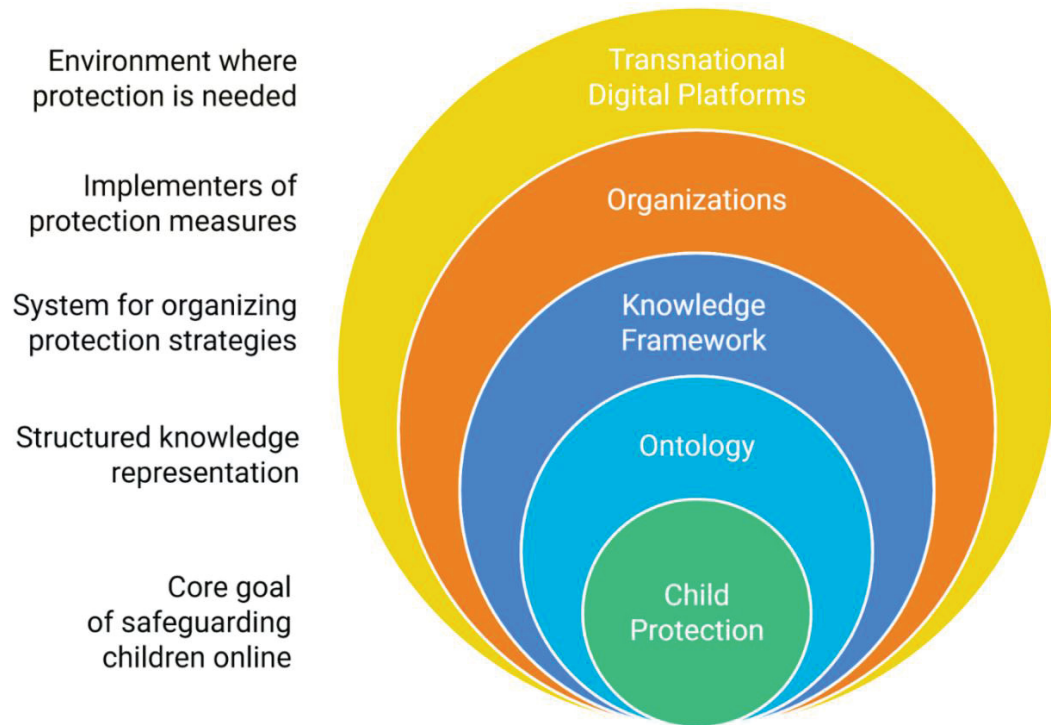 Environment where
protection is needed
Transnational
Digital Platforms
Implementers of
protection measures
Organizations
System for organizing
protection strategies
Knowledge
Framework
Structured knowledge
representation
Ontology
Core goal
of safeguarding
children online
Child
Protection